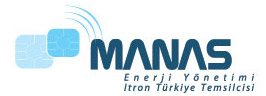 MANAS
Enerji Yönetimi
Itron Türkiye Temsilcisi